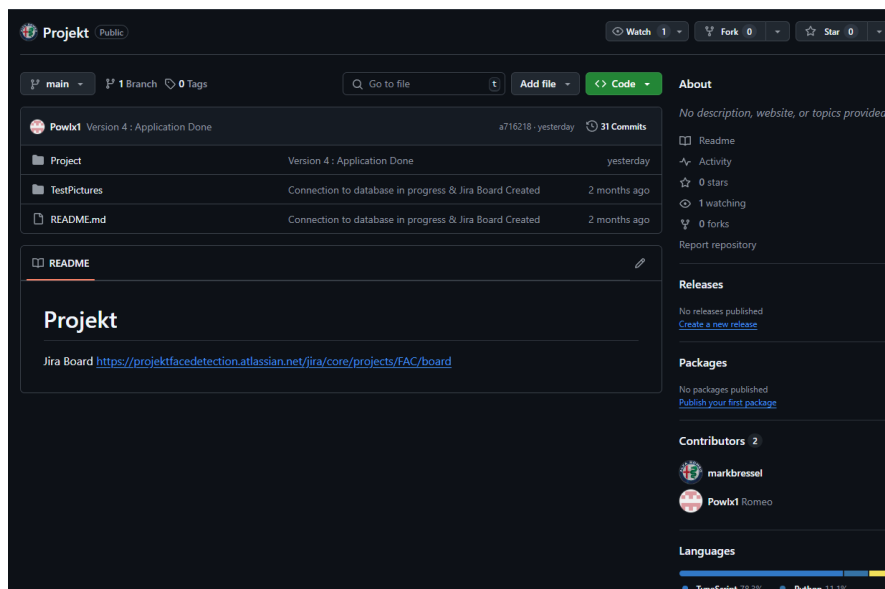 Projekt Public
Watch 1 Fork 0 Star 0
main 1 Branch 0 Tags
Go to file t Add file Code
Powlx1 Version 4 : Application Done a716218 · yesterday 31 Commits
Project Version 4 : Application Done yesterday
TestPictures Connection to database in progress & Jira Board Created 2 months ago
README.md Connection to database in progress & Jira Board Created 2 months ago
README
Projekt
Jira Board https://projektfacedetection.atlassian.net/jira/core/projects/FAC/board
About
No description, website, or topics provided
Readme
Activity
0 stars
1 watching
0 forks
Report repository
Releases
No releases published
Create a new release
Packages
No packages published
Publish your first package
Contributors 2
markbressel
Powlx1 Romeo
Languages
TypeScript Python 11.1%